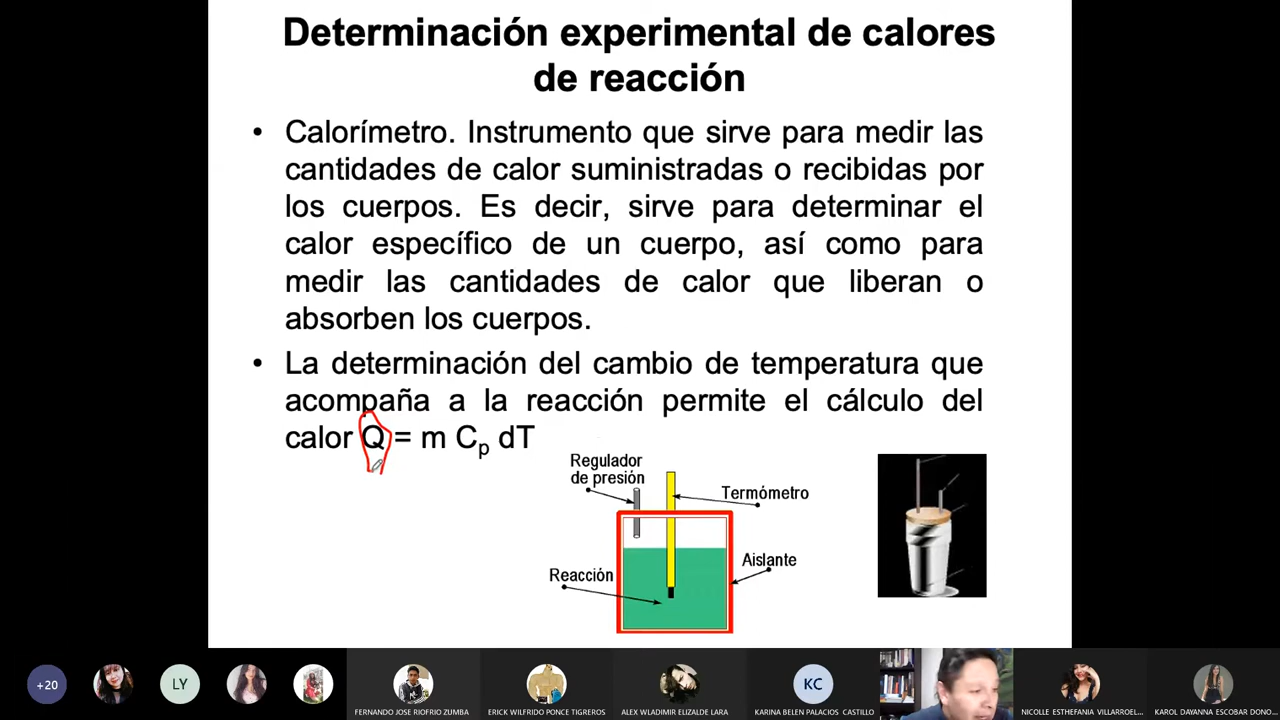 Determinación experimental de calores
de reacción
• Calorímetro. Instrumento que sirve para medir las
cantidades de calor suministradas o recibidas por
los cuerpos. Es decir, sirve para determinar el
calor específico de un cuerpo, así como para
medir las cantidades de calor que liberan o
absorben los cuerpos.
• La determinación del cambio de temperatura que
acompaña a la reacción permite el cálculo del
calor Q = m Cp dT
Regulador
de presión
Termómetro
Aislante
Reacción
+20
LY
KC
FERNANDO JOSE RIOFRIO ZUMBA
ERICK WILFRIDO PONCE TIGREROS
ALEX WLADIMIR ELIZALDE LARA
KARINA BELEN PALACIOS CASTILLO
NICOLLE ESTHEFENIA VILLARROEL...
KAROL DAYANNA ESCOBAR DONO...